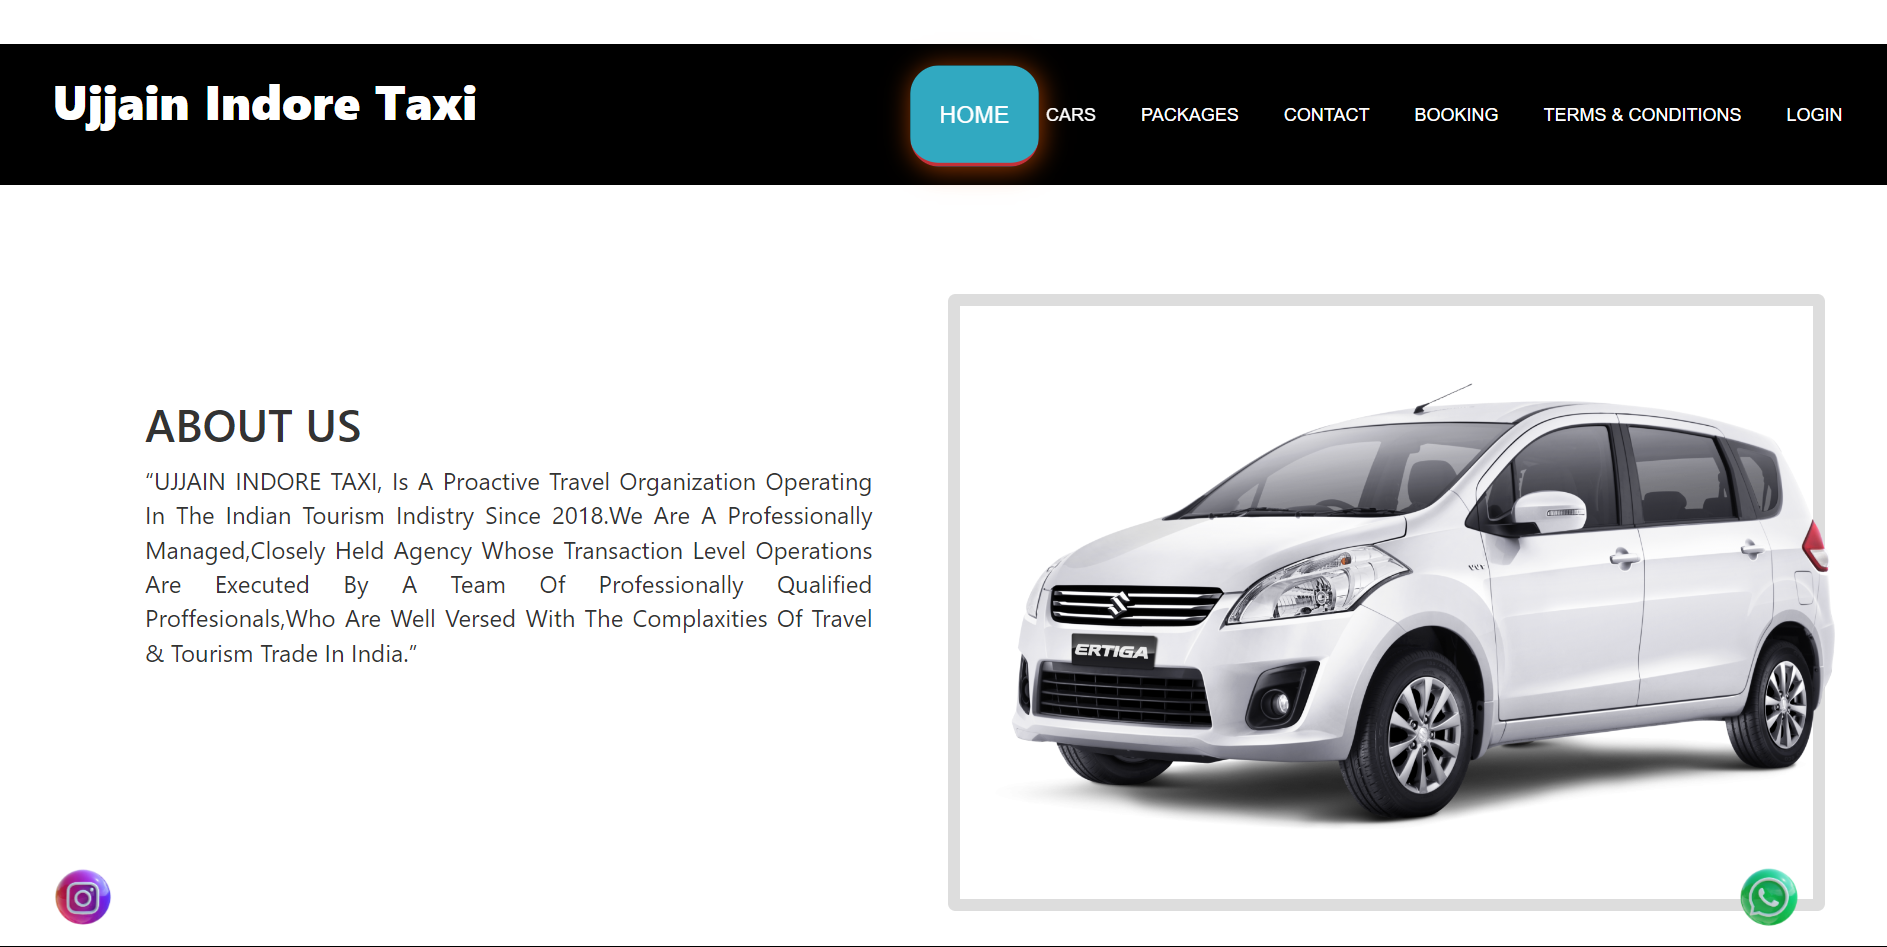 Ujjain Indore Taxi
HOME CARS PACKAGES CONTACT BOOKING TERMS & CONDITIONS LOGIN
ABOUT US
“UJJAIN INDORE TAXI, Is A Proactive Travel Organization Operating
In The Indian Tourism Indistry Since 2018.We Are A Professionally
Managed,Closely Held Agency Whose Transaction Level Operations
Are Executed By A Team Of Professionally Qualified
Proffesionals,Who Are Well Versed With The Complaxities Of Travel
& Tourism Trade In India.”
ERTIGA